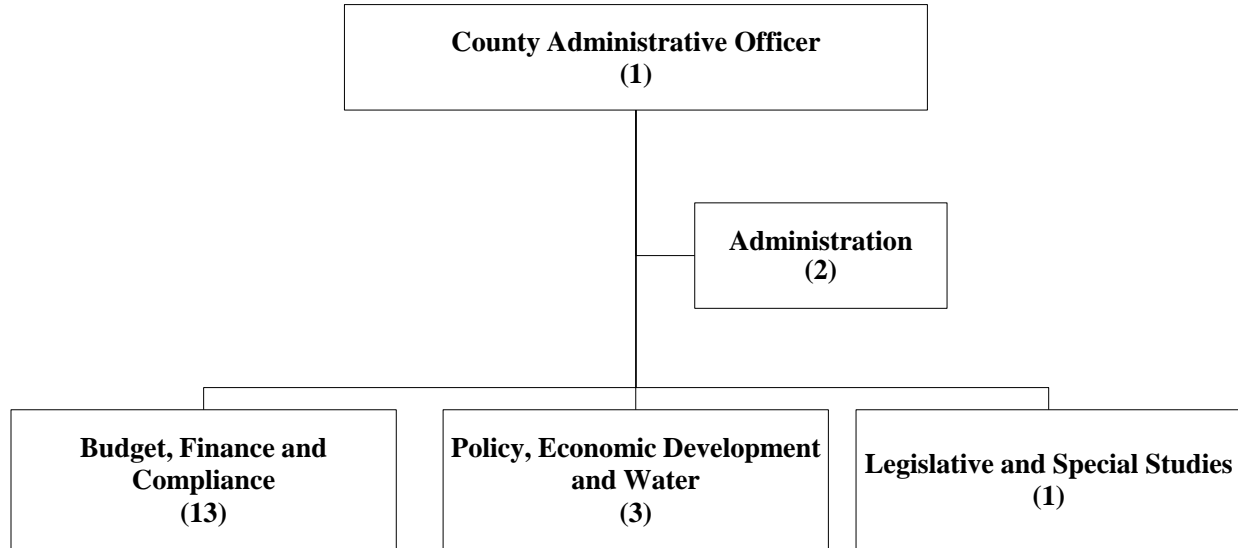 County Administrative Officer
(1)
Administration
(2)
Budget, Finance and
Compliance
(13)
Policy, Economic Development
and Water
(3)
Legislative and Special Studies
(1)